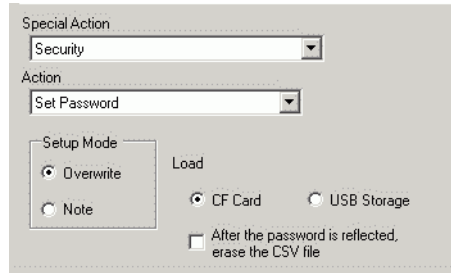 Special Action
Security
Action
Set Password
Setup Mode
Overwrite
Note
Load
CF Card
USB Storage
After the password is reflected,
erase the CSV file